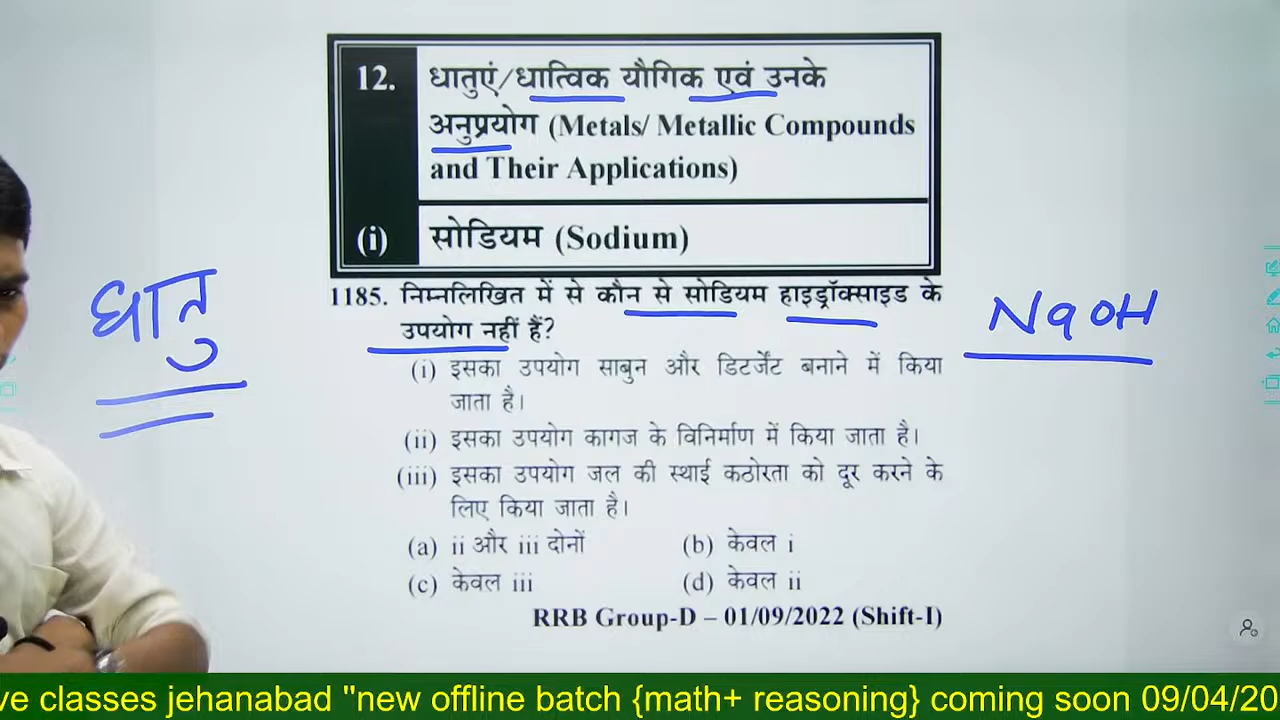 12. धातुएं/धात्विक यौगिक एवं उनके
अनुप्रयोग (Metals/ Metallic Compounds
and Their Applications)
(i) सोडियम (Sodium)
धातु
NaOH
1185. निम्नलिखित में से कौन से सोडियम हाइड्रॉक्साइड के
उपयोग नहीं हैं?
(i) इसका उपयोग साबुन और डिटर्जेंट बनाने में किया
जाता है।
(ii) इसका उपयोग कागज के विनिर्माण में किया जाता है।
(iii) इसका उपयोग जल की स्थाई कठोरता को दूर करने के
लिए किया जाता है।
(a) ii और iii दोनों (b) केवल i
(c) केवल iii (d) केवल ii
RRB Group-D – 01/09/2022 (Shift-I)
ve classes jehanabad "new offline batch {math+ reasoning} coming soon 09/04/20